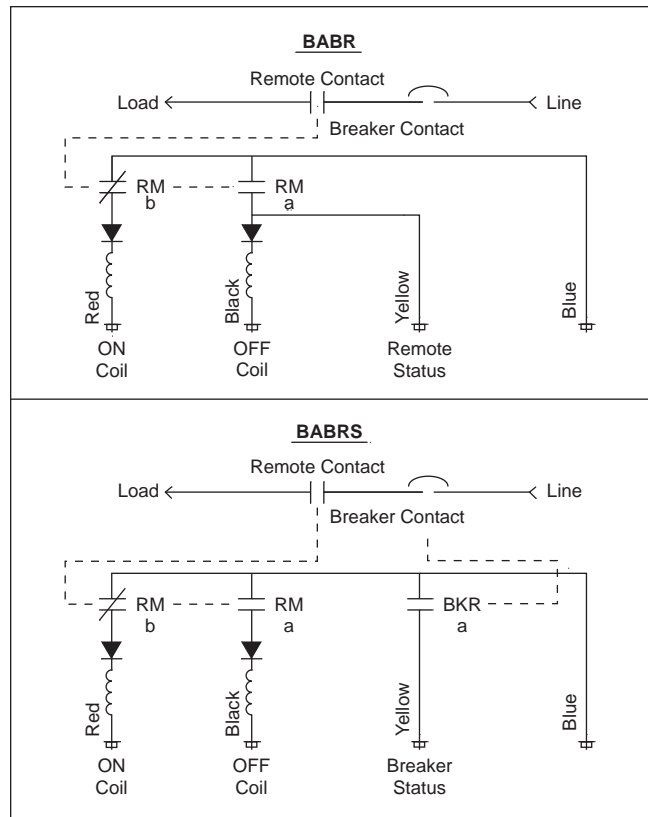 BABR
Remote Contact
Load
Line
Breaker Contact
RM
b
RM
a
Red
Black
Yellow
Blue
ON
Coil
OFF
Coil
Remote
Status
BABRS
Remote Contact
Load
Line
Breaker Contact
RM
b
RM
a
BKR
a
Red
Black
Yellow
Blue
ON
Coil
OFF
Coil
Breaker
Status